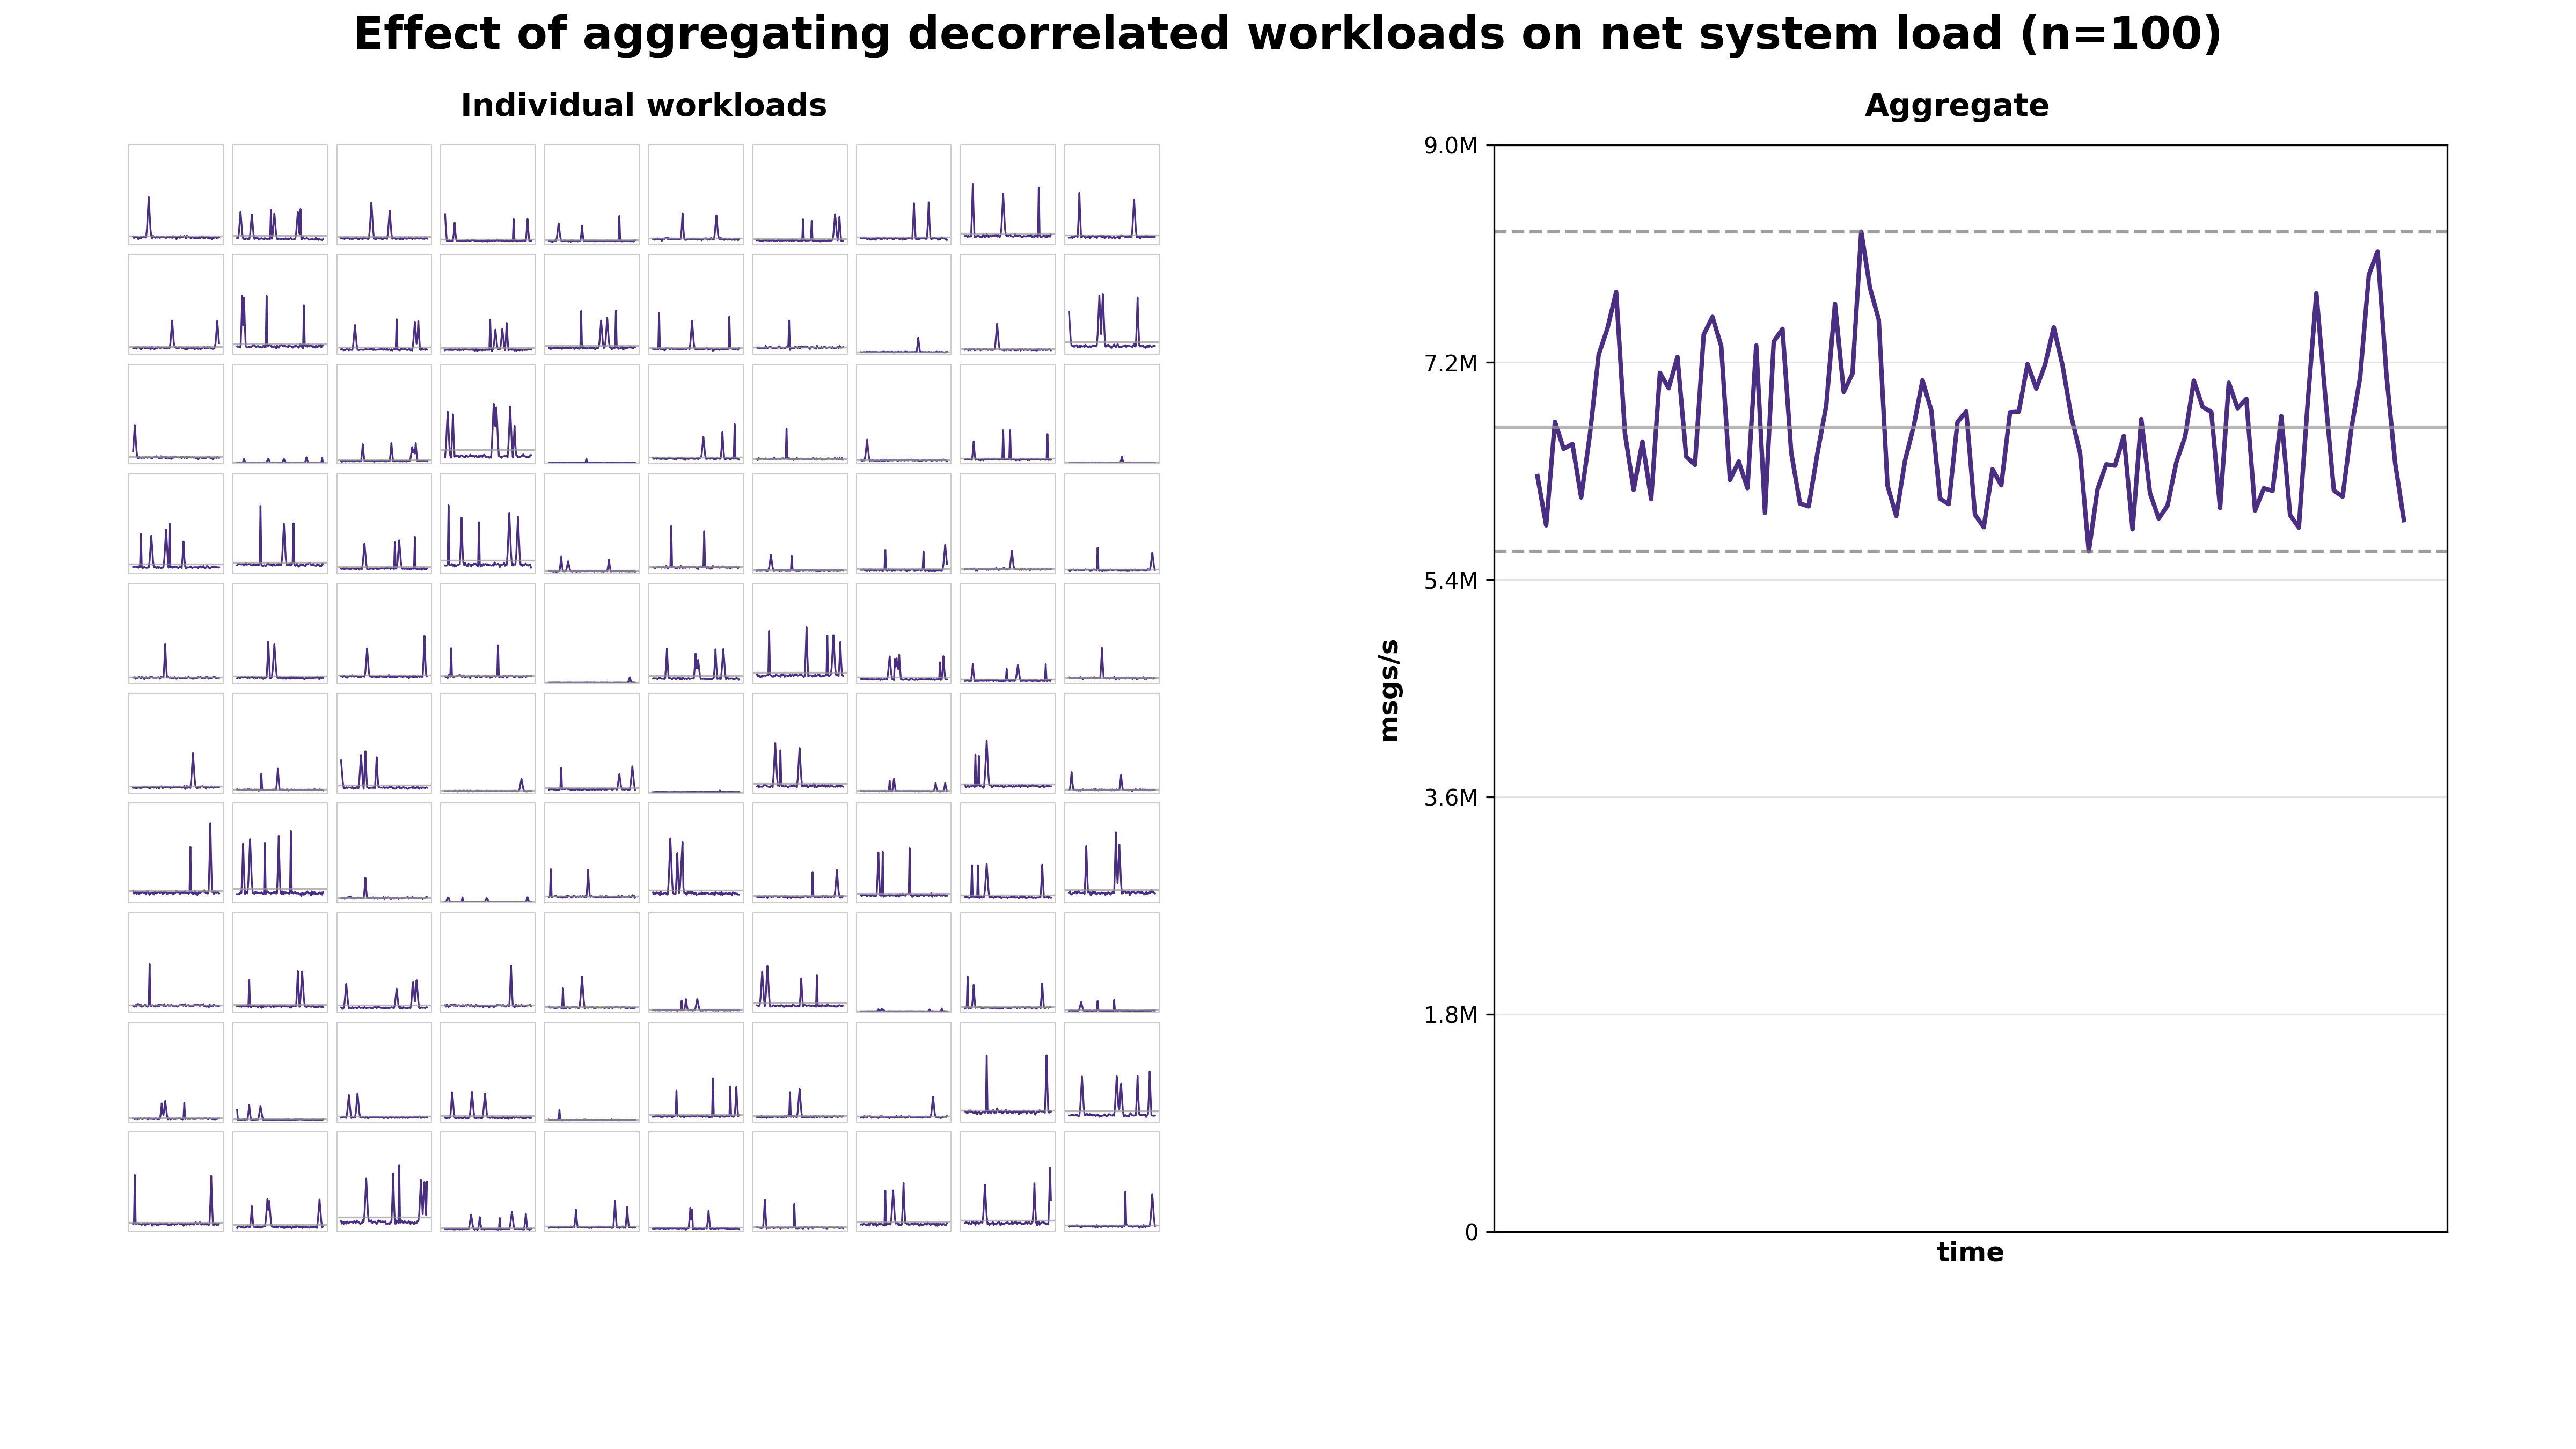 Effect of aggregating decorrelated workloads on net system load (n=100)
Individual workloads
Aggregate
9.0M
7.2M
5.4M
3.6M
1.8M
0
msgs/s
time